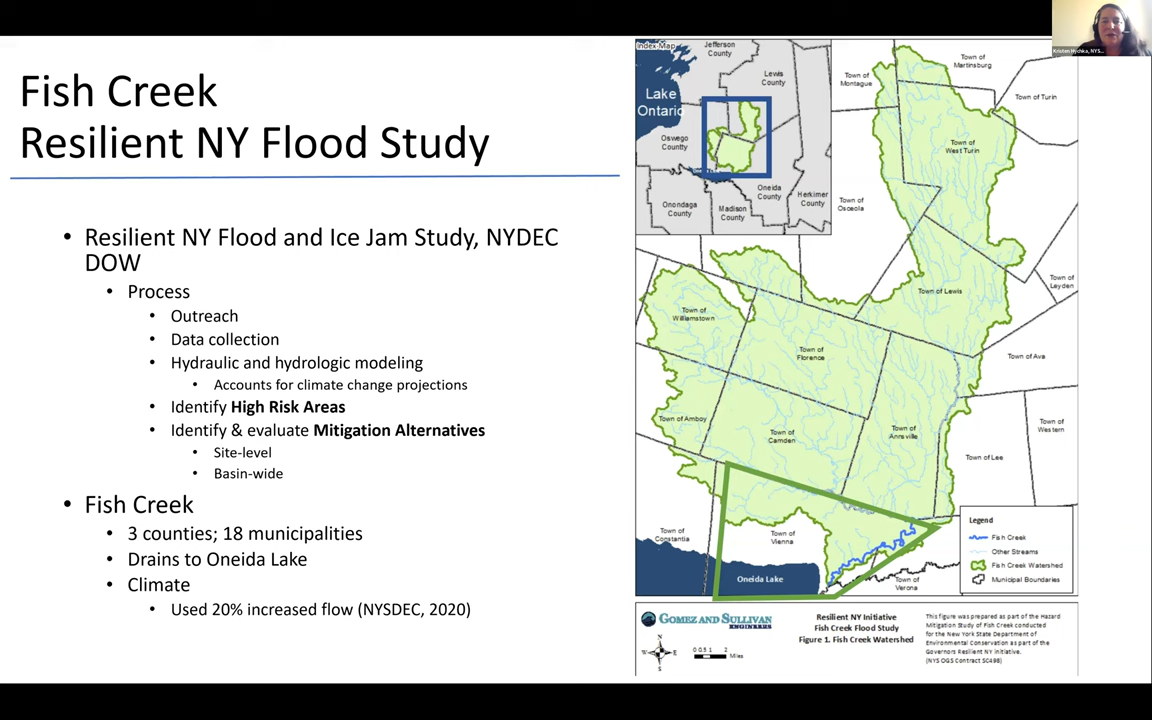 Fish Creek
Resilient NY Flood Study
• Resilient NY Flood and Ice Jam Study, NYDEC
DOW
• Process
• Outreach
• Data collection
• Hydraulic and hydrologic modeling
• Accounts for climate change projections
• Identify High Risk Areas
• Identify & evaluate Mitigation Alternatives
• Site-level
• Basin-wide
• Fish Creek
• 3 counties; 18 municipalities
• Drains to Oneida Lake
• Climate
• Used 20% increased flow (NYSDEC, 2020)
Kristen Hychka, NYS...
Index Map
Jefferson
County
Lewis
County
Lake
Ontario
Oswego
County
Oneida
County
Herkimer
County
Onondaga
County
Madison
County
Town of
Montague
Town of
Martinsburg
Town of Turin
Town of
West Turin
Town of
Osceola
Town of
Leyden
Town of Lewis
Town of
Williamstown
Town of
Florence
Town of Ava
Town of Amboy
Town of
Camden
Town of
Annsville
Town of
Western
Town of Lee
Town of
Constantia
Town of
Vienna
Oneida Lake
Town of
Verona
Legend
Fish Creek
Other Streams
Fish Creek Watershed
Municipal Boundaries
GOMEZ AND SULLIVAN
ENGINEERS
N
W E
S
0 0.5 1 2
Miles
Resilient NY Initiative
Fish Creek Flood Study
Figure 1. Fish Creek Watershed
This figure was prepared as part of the Hazard
Mitigation Study of Fish Creek conducted
for the New York State Department of
Environmental Conservation as part of the
Governors Resilient NY initiative.
(NYS OGS Contract SC498)